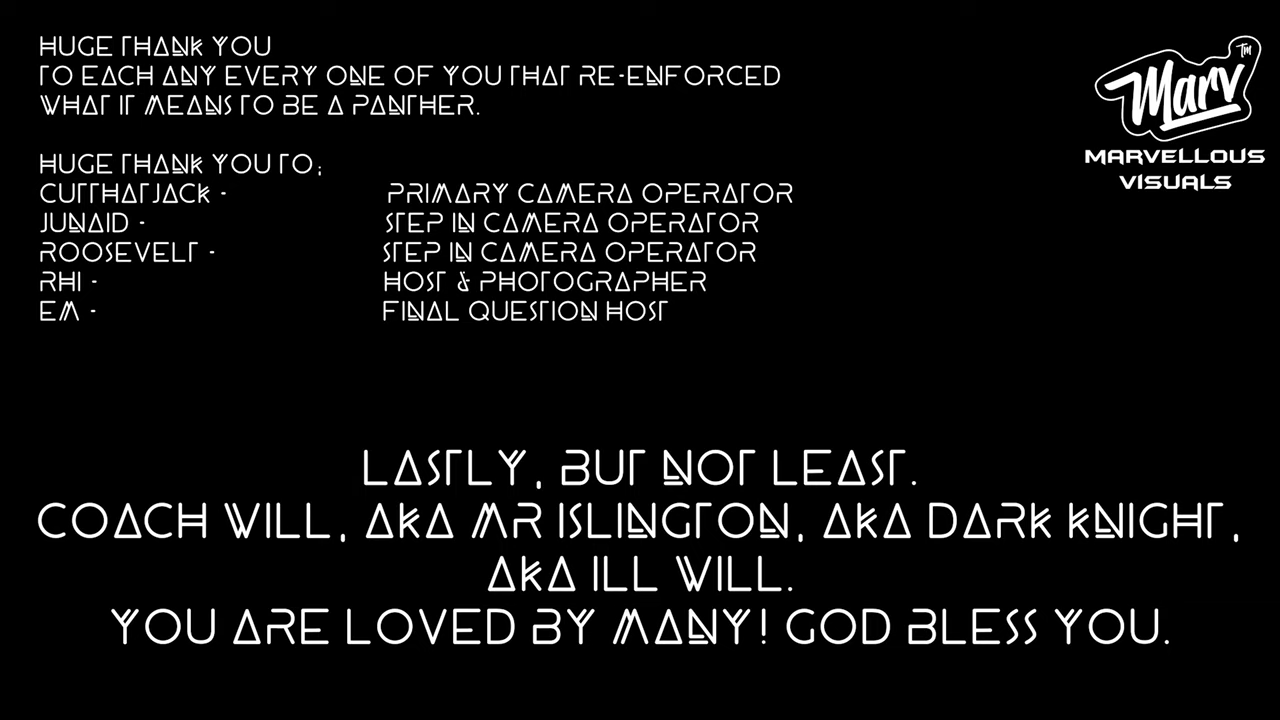 HUGE THANK YOU
TO EACH ANY EVERY ONE OF YOU THAT RE-ENFORCED
WHAT IT MEANS TO BE A PANTHER.
HUGE THANK YOU TO;
CUTTHATJACK - PRIMARY CAMERA OPERATOR
JUNAID - STEP IN CAMERA OPERATOR
ROOSEVELT - STEP IN CAMERA OPERATOR
RHI - HOST & PHOTOGRAPHER
EM - FINAL QUESTION HOST
Marv TM
MARVELLOUS
VISUALS
LASTLY, BUT NOT LEAST.
COACH WILL, AKA MR ISLINGTON, AKA DARK KNIGHT,
AKA ILL WILL.
YOU ARE LOVED BY MANY! GOD BLESS YOU.